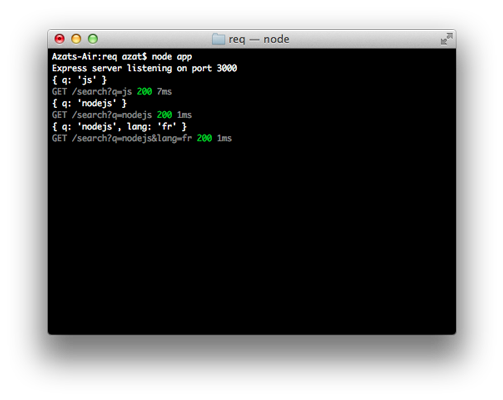 req — node
Azats-Air:req azat$ node app
Express server listening on port 3000
{ q: 'js' }
GET /search?q=js 200 7ms
{ q: 'nodejs' }
GET /search?q=nodejs 200 1ms
{ q: 'nodejs', lang: 'fr' }
GET /search?q=nodejs&lang=fr 200 1ms